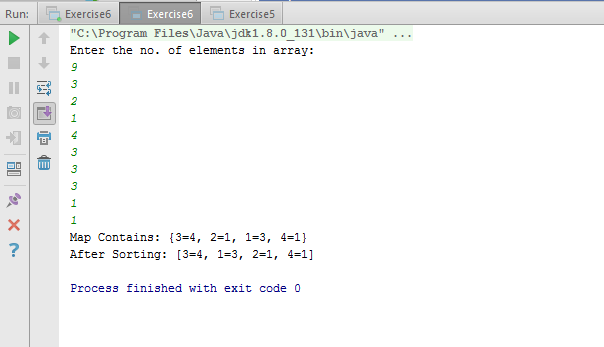 Run: Exercise6 Exercise6 Exercise5
"C:\Program Files\Java\jdk1.8.0_131\bin\java" ...
Enter the no. of elements in array:
9
3
2
1
4
3
3
3
1
1
Map Contains: {3=4, 2=1, 1=3, 4=1}
After Sorting: [3=4, 1=3, 2=1, 4=1]
Process finished with exit code 0